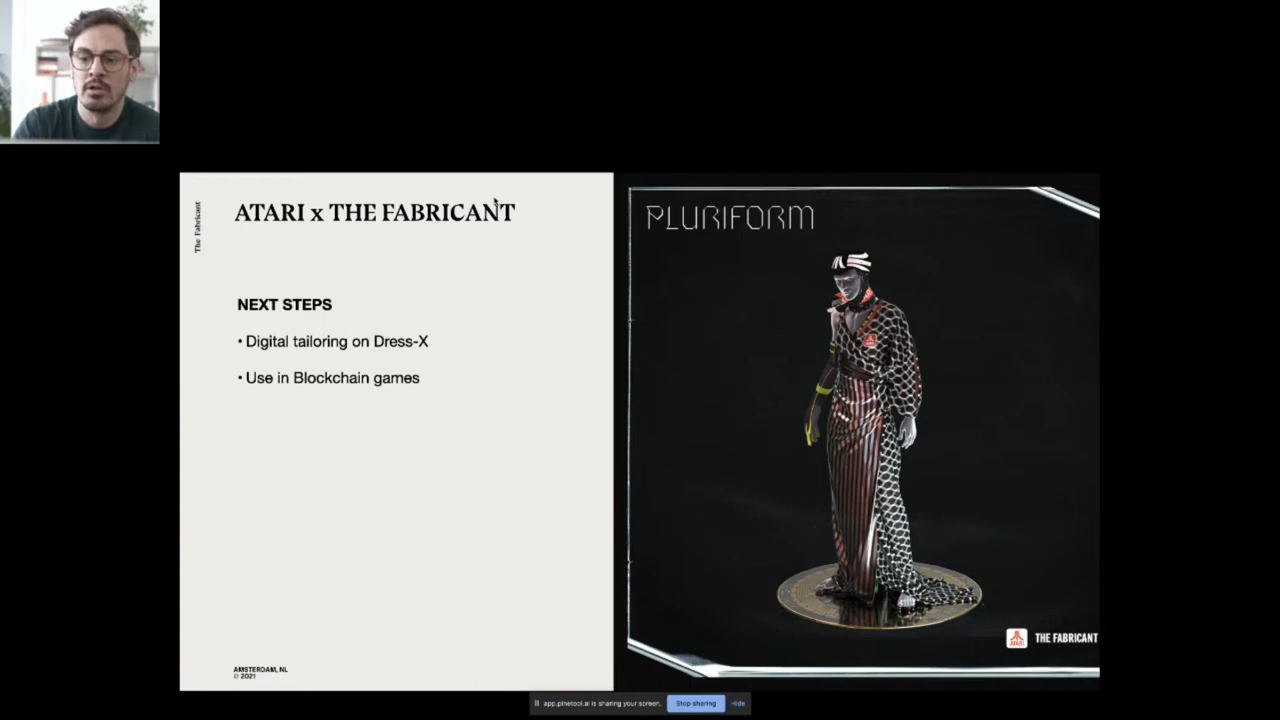 The Fabricant
ATARI x THE FABRICANT
NEXT STEPS
• Digital tailoring on Dress-X
• Use in Blockchain games
AMSTERDAM, NL
© 2021
PLURIFORM
ATARI
THE FABRICANT
app.pinetool.ai is sharing your screen.
Stop sharing
Hide